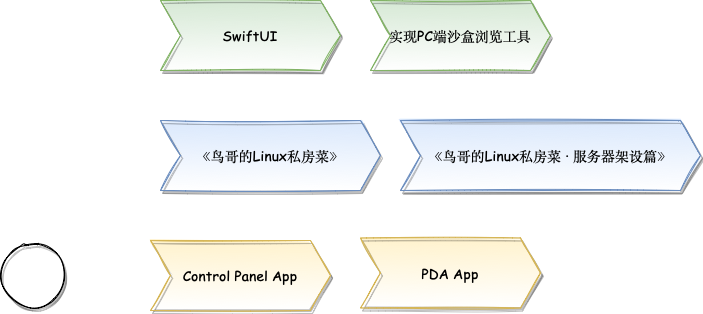 SwiftUI
实现PC端沙盒浏览工具
《鸟哥的Linux私房菜》
《鸟哥的Linux私房菜 · 服务器架设篇》
Control Panel App
PDA App